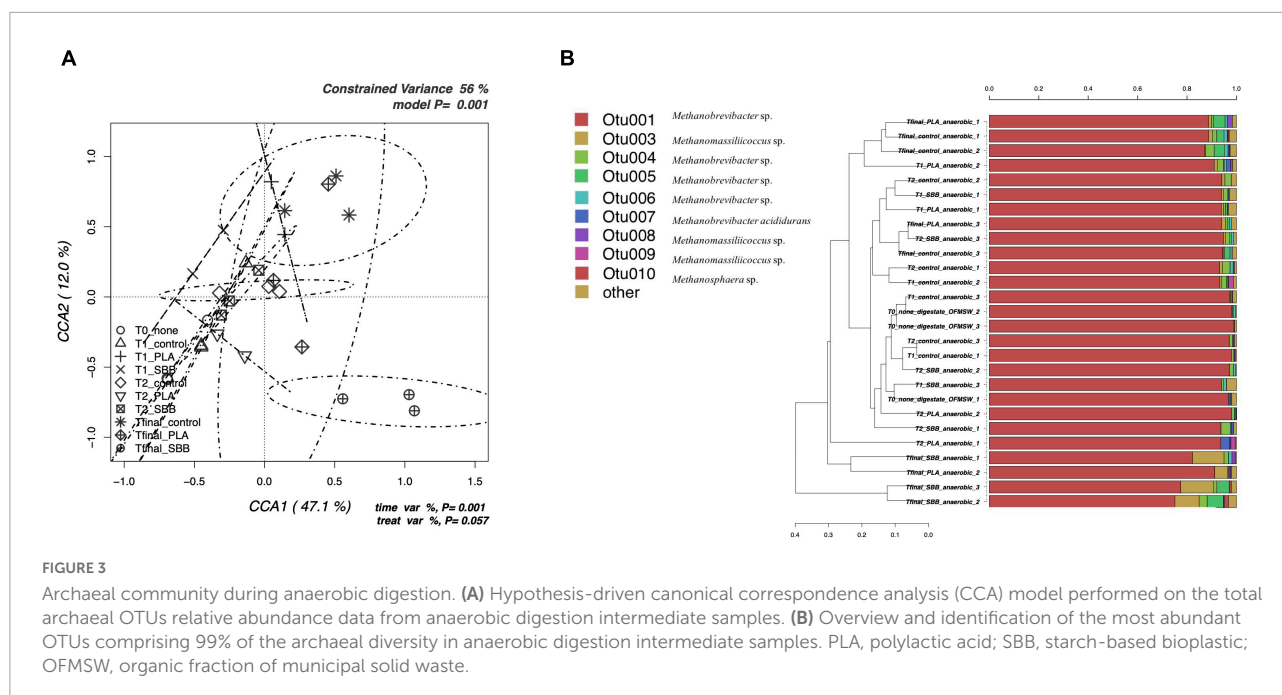 A
Constrained Variance 56 %
model P= 0.001
CCA2 ( 12.0 %)
1.0
0.5
0.0
−0.5
−1.0
T0_none
T1_control
T1_PLA
T1_SBB
T2_control
T2_PLA
T2_SBB
Tfinal_control
Tfinal_PLA
Tfinal_SBB
−1.0 −0.5 0.0 0.5 1.0 1.5
CCA1 ( 47.1 %)
time var %, P= 0.001
treat var %, P= 0.057
B
Otu001 Methanobrevibacter sp.
Otu003 Methanomassiliicoccus sp.
Otu004 Methanobrevibacter sp.
Otu005 Methanobrevibacter sp.
Otu006 Methanobrevibacter sp.
Otu007 Methanobrevibacter acididurans
Otu008 Methanomassiliicoccus sp.
Otu009 Methanomassiliicoccus sp.
Otu010 Methanosphaera sp.
other
0.0 0.2 0.4 0.6 0.8 1.0
Tfinal_PLA_anaerobic_1
Tfinal_control_anaerobic_1
Tfinal_control_anaerobic_2
T1_PLA_anaerobic_2
T2_control_anaerobic_2
T1_SBB_anaerobic_1
T1_PLA_anaerobic_1
Tfinal_PLA_anaerobic_3
T2_SBB_anaerobic_3
Tfinal_control_anaerobic_3
T2_control_anaerobic_1
T1_control_anaerobic_2
T1_control_anaerobic_3
T0_none_digestate_OFMSW_2
T0_none_digestate_OFMSW_3
T2_control_anaerobic_3
T1_control_anaerobic_1
T2_SBB_anaerobic_2
T1_SBB_anaerobic_3
T0_none_digestate_OFMSW_1
T2_PLA_anaerobic_2
T2_SBB_anaerobic_1
T2_PLA_anaerobic_1
Tfinal_SBB_anaerobic_1
Tfinal_PLA_anaerobic_2
Tfinal_SBB_anaerobic_3
Tfinal_SBB_anaerobic_2
0.4 0.3 0.2 0.1 0.0
FIGURE 3
Archaeal community during anaerobic digestion. (A) Hypothesis-driven canonical correspondence analysis (CCA) model performed on the total
archaeal OTUs relative abundance data from anaerobic digestion intermediate samples. (B) Overview and identification of the most abundant
OTUs comprising 99% of the archaeal diversity in anaerobic digestion intermediate samples. PLA, polylactic acid; SBB, starch-based bioplastic;
OFMSW, organic fraction of municipal solid waste.